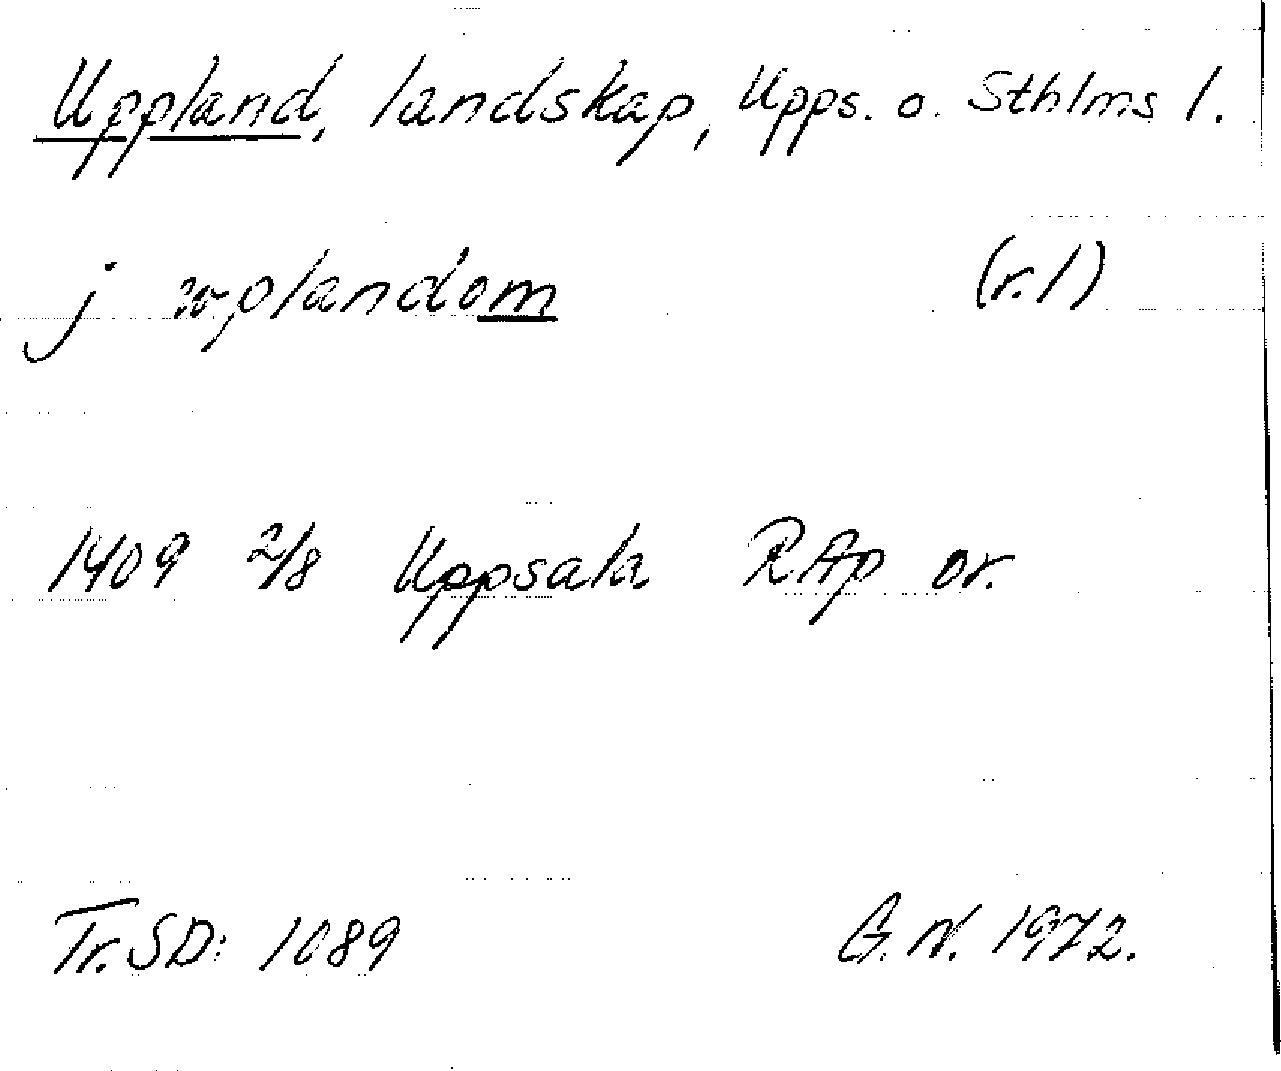 Uppland, landskap, Upps. o. Sthlms l.
j wplandom (r.1)
1409 2/8 Uppsala RAp or.
Tr. SD: 1089 G.N. 1972.